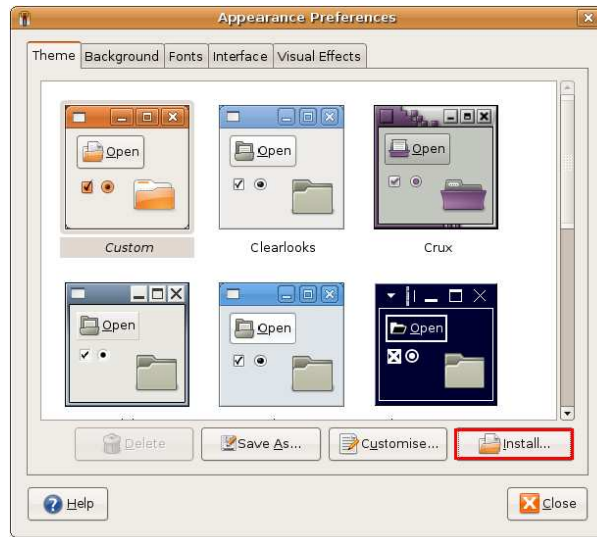 Appearance Preferences
Theme Background Fonts Interface Visual Effects
Open Open Open
Custom Clearlooks Crux
Open Open Open
Delete Save As... Customise... Install...
Help Close